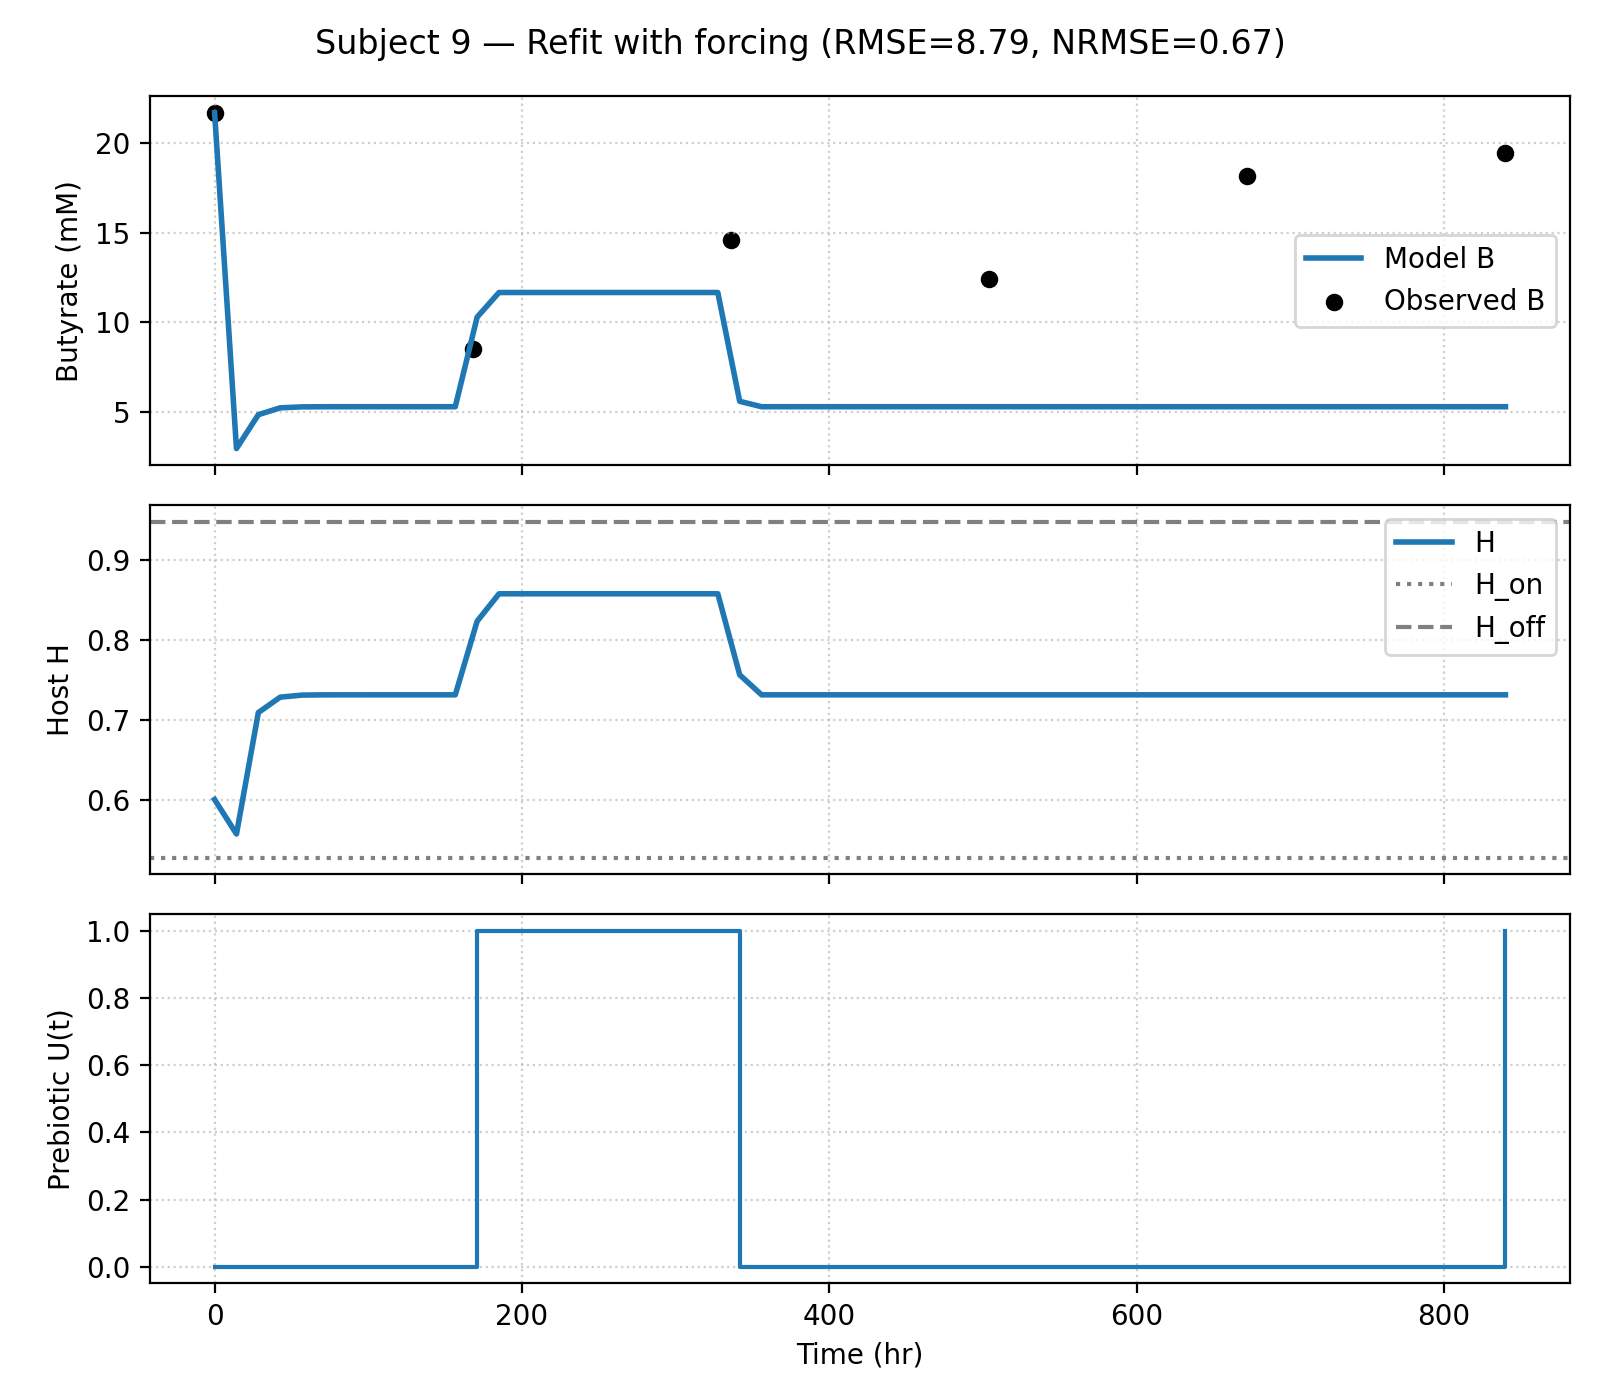 Subject 9 — Refit with forcing (RMSE=8.79, NRMSE=0.67)
Butyrate (mM)
20
15
10
5
Model B
Observed B
Host H
0.9
0.8
0.7
0.6
H
H_on
H_off
Prebiotic U(t)
1.0
0.8
0.6
0.4
0.2
0.0
0 200 400 600 800
Time (hr)